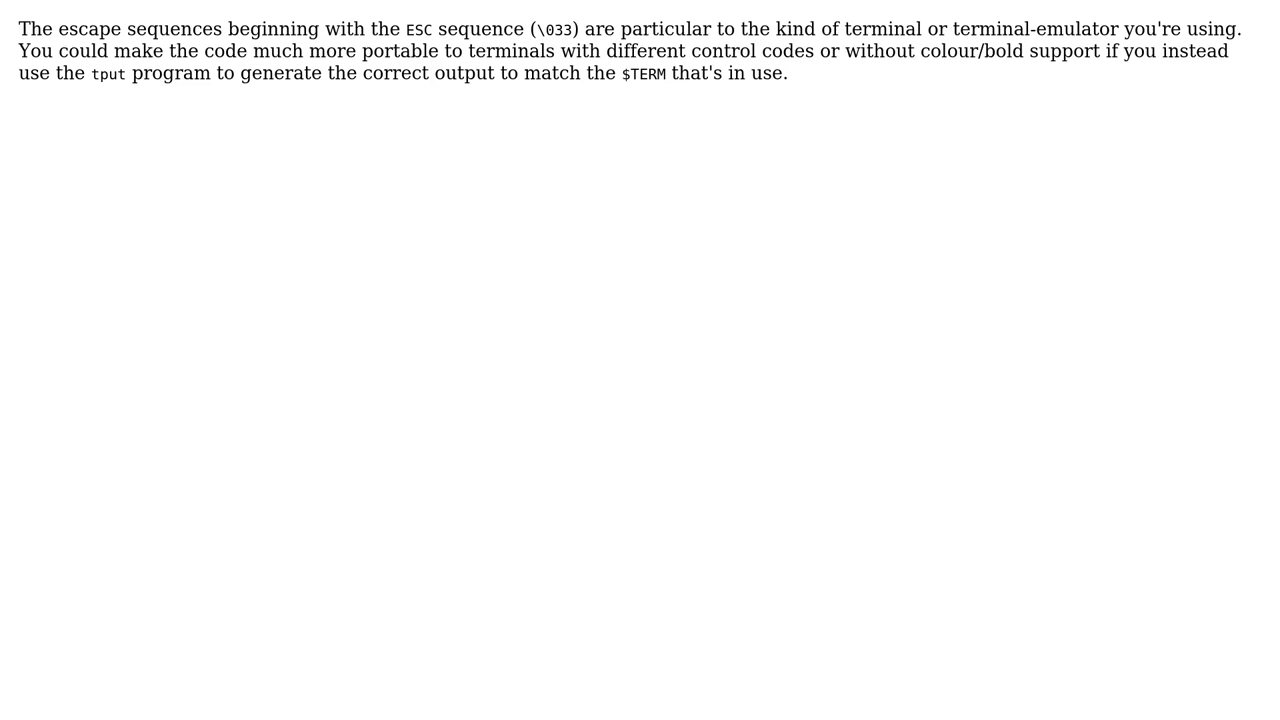 The escape sequences beginning with the ESC sequence (\033) are particular to the kind of terminal or terminal-emulator you're using.
You could make the code much more portable to terminals with different control codes or without colour/bold support if you instead
use the tput program to generate the correct output to match the $TERM that's in use.